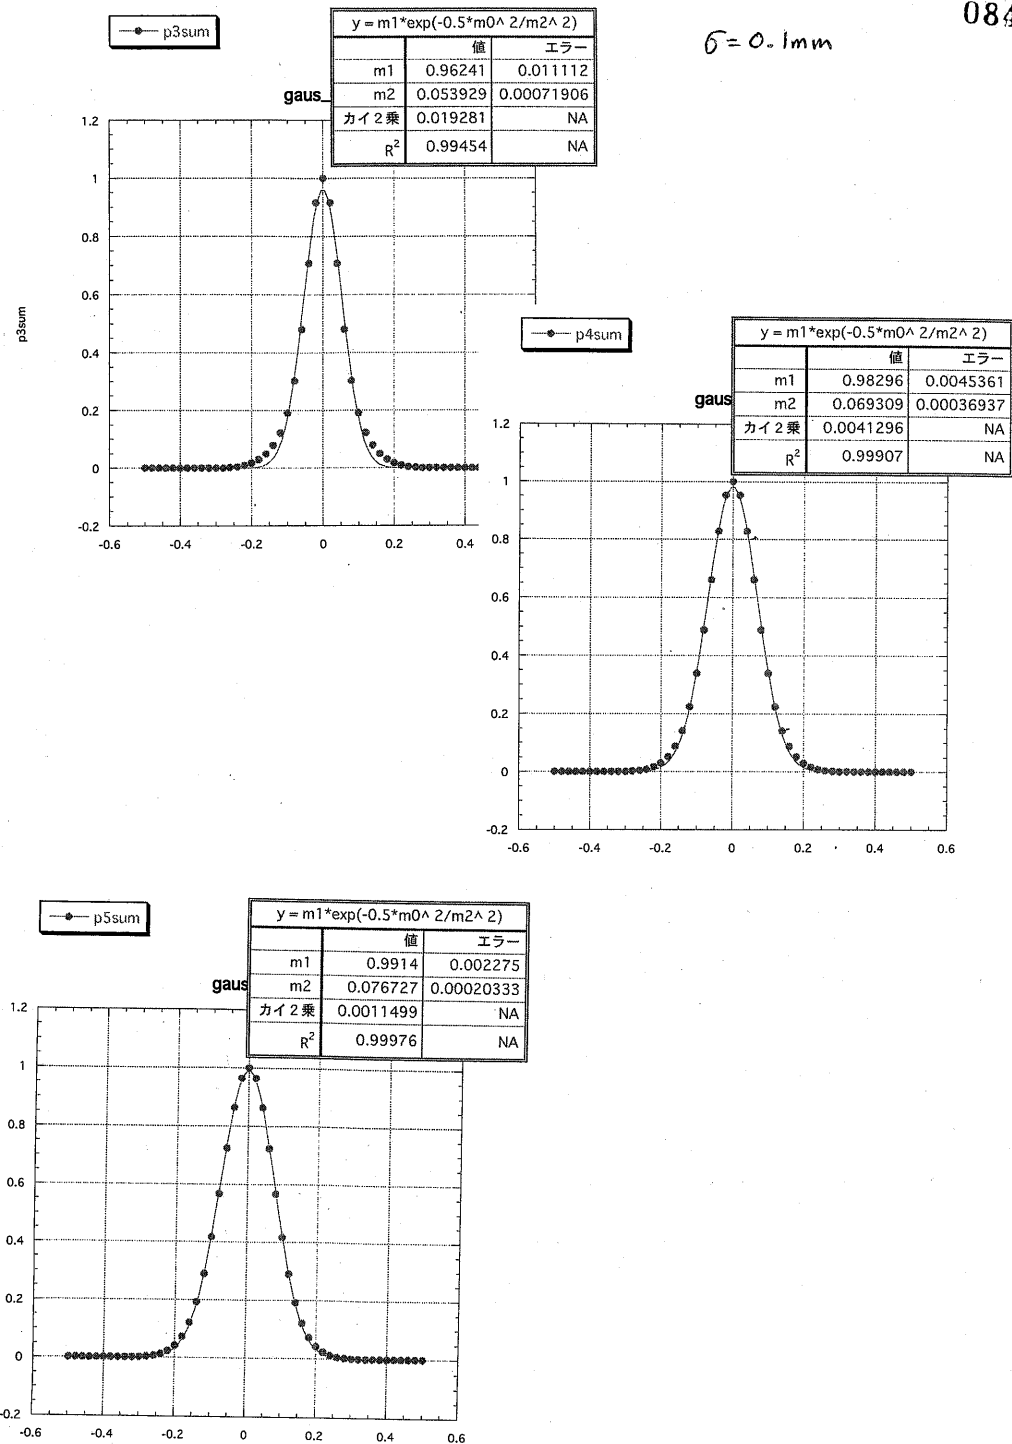 084
σ=0.1mm
p3sum
y = m1*exp(-0.5*m0^ 2/m2^ 2)
値 エラー
m1 0.96241 0.011112
m2 0.053929 0.00071906
カイ2乗 0.019281 NA
R² 0.99454 NA
gaus_
1.2
1
0.8
0.6
0.4
0.2
0
-0.2
p3sum
-0.6 -0.4 -0.2 0 0.2 0.4
p4sum
y = m1*exp(-0.5*m0^ 2/m2^ 2)
値 エラー
m1 0.98296 0.0045361
m2 0.069309 0.00036937
カイ2乗 0.0041296 NA
R² 0.99907 NA
gaus
1.2
1
0.8
0.6
0.4
0.2
0
-0.2
-0.6 -0.4 -0.2 0 0.2 0.4 0.6
p5sum
y = m1*exp(-0.5*m0^ 2/m2^ 2)
値 エラー
m1 0.9914 0.002275
m2 0.076727 0.00020333
カイ2乗 0.0011499 NA
R² 0.99976 NA
gaus
1.2
1
0.8
0.6
0.4
0.2
0
-0.2
-0.6 -0.4 -0.2 0 0.2 0.4 0.6